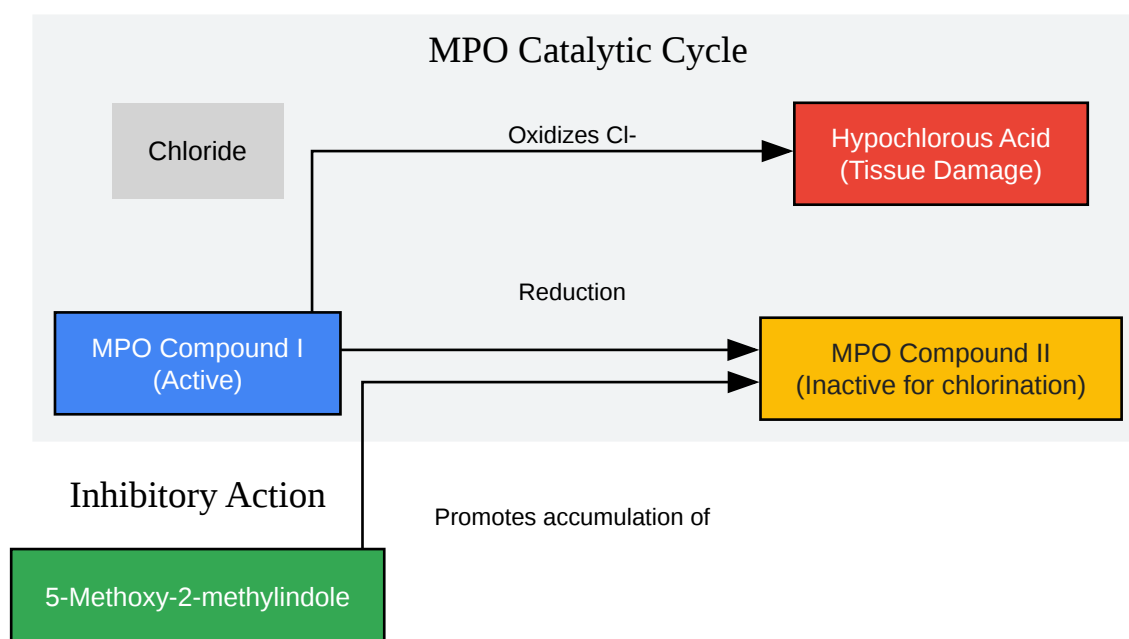 MPO Catalytic Cycle
Chloride
Oxidizes Cl-
Hypochlorous Acid
(Tissue Damage)
Reduction
MPO Compound I
(Active)
MPO Compound II
(Inactive for chlorination)
Inhibitory Action
Promotes accumulation of
5-Methoxy-2-methylindole